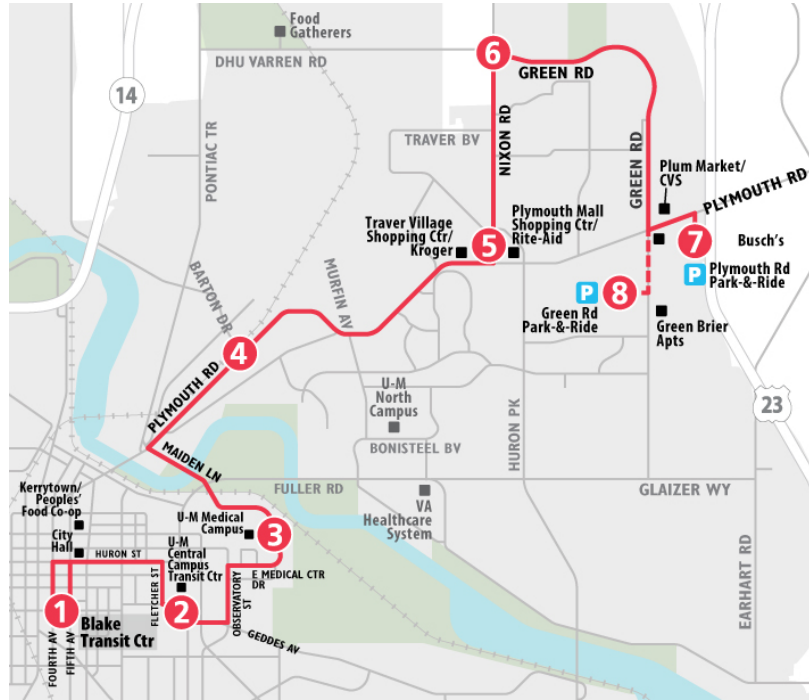 Food
Gatherers
DHU VARREN RD
6
GREEN RD
14
PONTIAC TR
TRAVER BV
NIXON RD
GREEN RD
Plum Market/
CVS
PLYMOUTH RD
Traver Village
Shopping Ctr/
Kroger
5
Plymouth Mall
Shopping Ctr/
Rite-Aid
7
Busch's
P
Plymouth Rd
Park-&-Ride
P
8
Green Rd
Park-&-Ride
Green Brier
Apts
BARTON DR
MURFIN AV
4
PLYMOUTH RD
U-M
North
Campus
HURON PK
23
MAIDEN LN
BONISTEEL BV
FULLER RD
GLAIZER WY
VA
Healthcare
System
Kerrytown/
Peoples'
Food Co-op
U-M Medical
Campus
3
City
Hall
HURON ST
U-M
Central
Campus
Transit Ctr
E MEDICAL CTR
DR
EARHART RD
1
Blake
Transit Ctr
FLETCHER ST
2
OBSERVATORY
ST
GEDDES AV
FOURTH AV
FIFTH AV